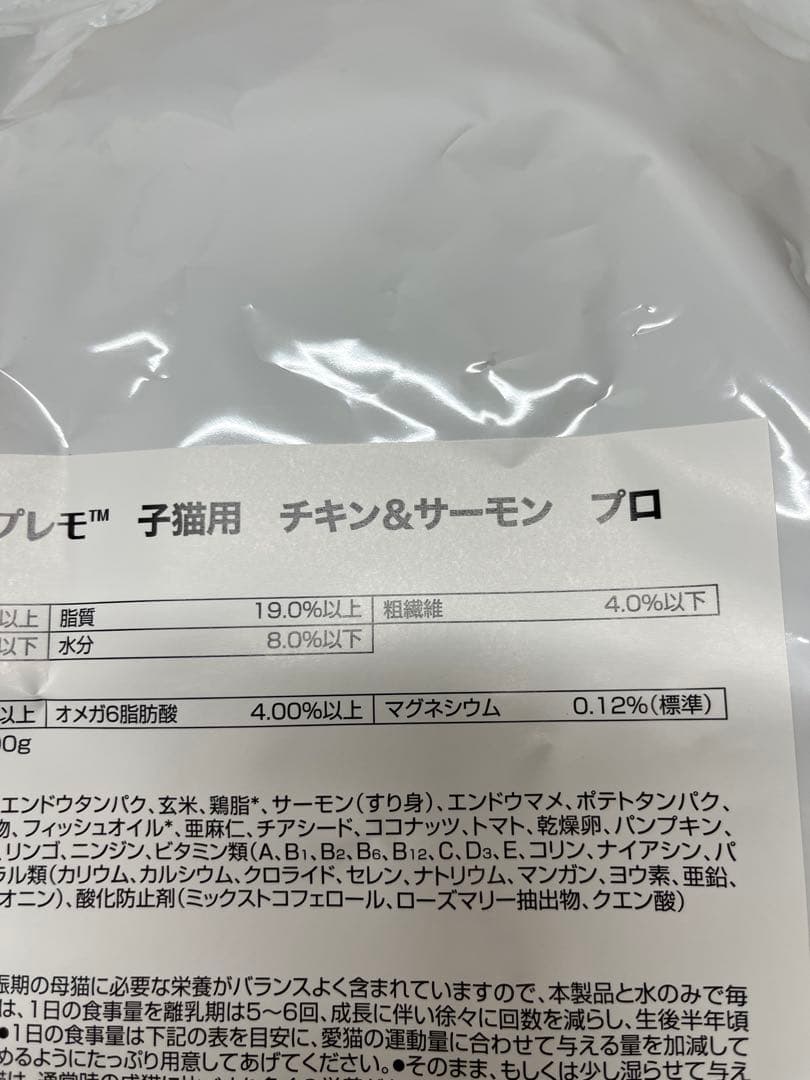 プレモ™ 子猫用 チキン&サーモン プロ
以上 脂質 19.0%以上 粗繊維 4.0%以下
以下 水分 8.0%以下
以上 オメガ6脂肪酸 4.00%以上 マグネシウム 0.12%(標準)
0g
エンドウタンパク、玄米、鶏脂*、サーモン(すり身)、エンドウマメ、ポテトタンパク、
物、フィッシュオイル*、亜麻仁、チアシード、ココナッツ、トマト、乾燥卵、パンプキン、
、リンゴ、ニンジン、ビタミン類(A、B1、B2、B6、B12、C、D3、E、コリン、ナイアシン、パ
ラル類(カリウム、カルシウム、クロライド、セレン、ナトリウム、マンガン、ヨウ素、亜鉛、
オニン)、酸化防止剤(ミックストコフェロール、ローズマリー抽出物、クエン酸)
娠期の母猫に必要な栄養がバランスよく含まれていますので、本製品と水のみで毎
は、1日の食事量を離乳期は5〜6回、成長に伴い徐々に回数を減らし、生後半年頃
●1日の食事量は下記の表を目安に、愛猫の運動量に合わせて与える量を加減して
めるようにたっぷり用意してあげてください。●そのまま、もしくは少し湿らせて与え